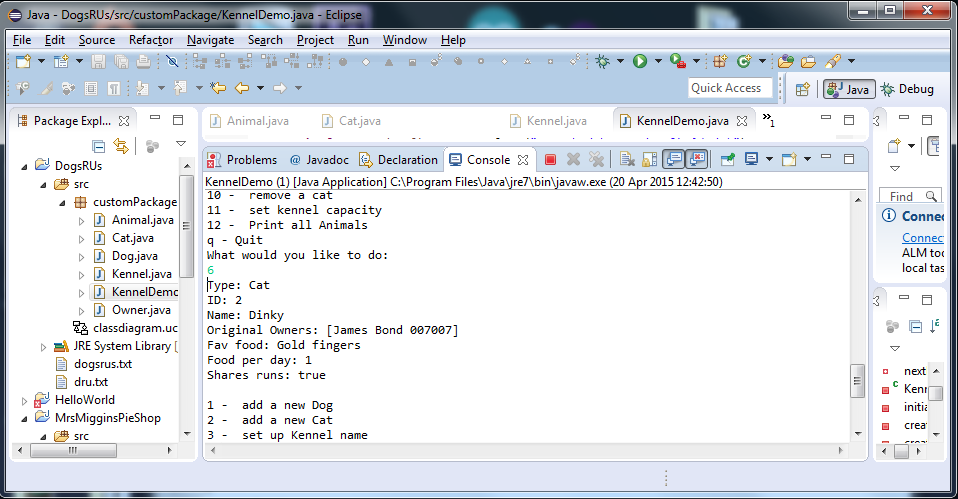 Java - DogsRUs/src/customPackage/KennelDemo.java - Eclipse
File Edit Source Refactor Navigate Search Project Run Window Help
Quick Access
Java
Debug
Package Expl...
DogsRUs
src
customPackage
Animal.java
Cat.java
Dog.java
Kennel.java
KennelDemo
Owner.java
classdiagram.uc
JRE System Library [
dogsrus.txt
dru.txt
HelloWorld
MrsMigginsPieShop
src
Animal.java
Cat.java
Kennel.java
KennelDemo.java
»1
Problems
@ Javadoc
Declaration
Console
KennelDemo (1) [Java Application] C:\Program Files\Java\jre7\bin\javaw.exe (20 Apr 2015 12:42:50)
10 -  remove a cat
11 -  set kennel capacity
12 -  Print all Animals
q - Quit
What would you like to do:
6
Type: Cat
ID: 2
Name: Dinky
Original Owners: [James Bond 007007]
Fav food: Gold fingers
Food per day: 1
Shares runs: true
1 -  add a new Dog
2 -  add a new Cat
3 -  set up Kennel name
Find
Connec
Connect
ALM too
local tas
next
Kenn
initia
creat